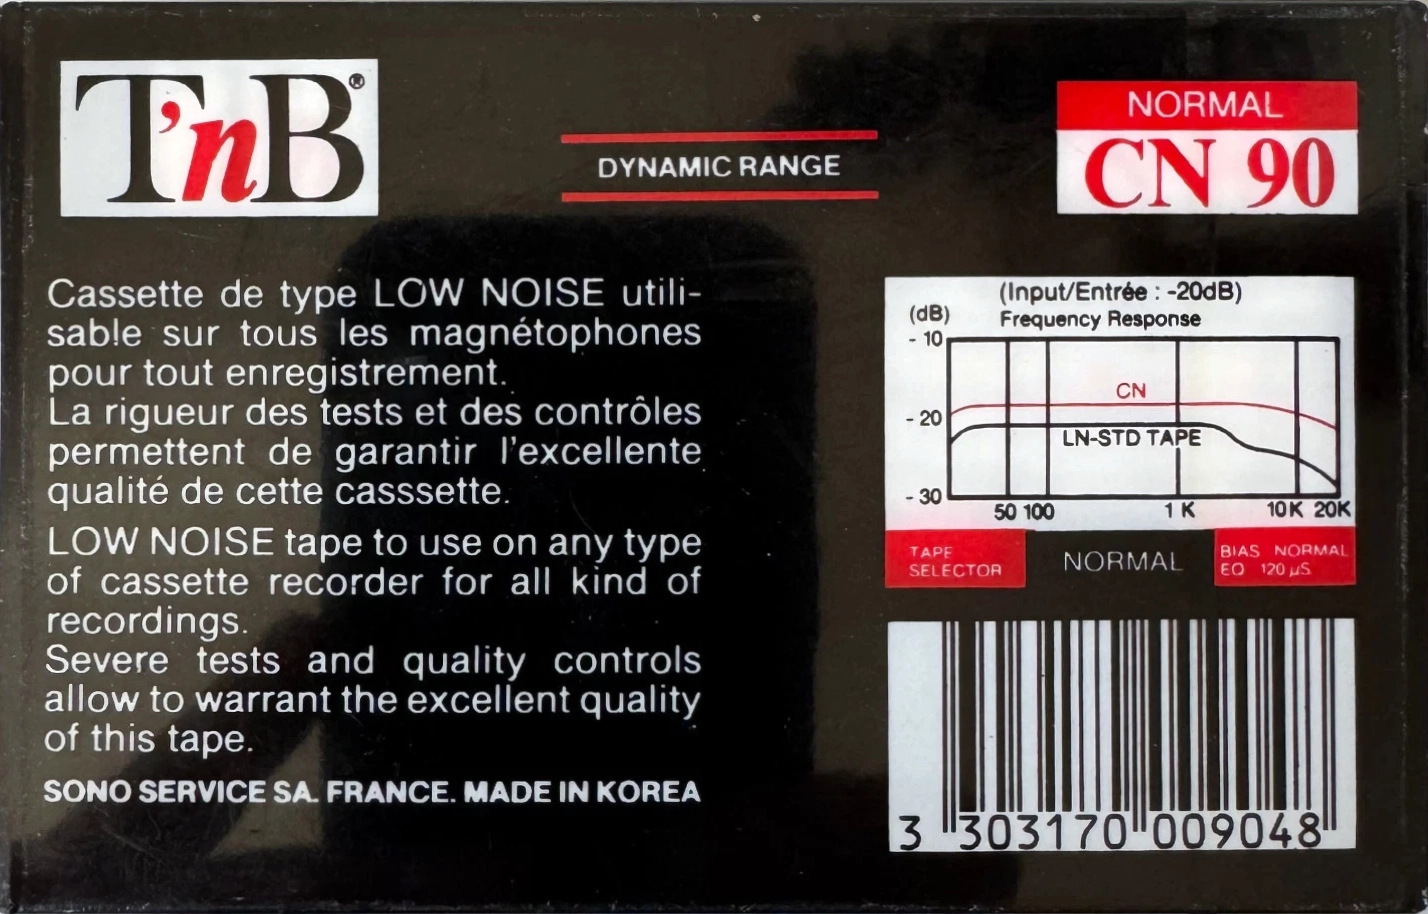 T'nB®
DYNAMIC RANGE
NORMAL
CN 90
Cassette de type LOW NOISE utili-
sable sur tous les magnétophones
pour tout enregistrement.
La rigueur des tests et des contrôles
permettent de garantir l'excellente
qualité de cette casssette.
LOW NOISE tape to use on any type
of cassette recorder for all kind of
recordings.
Severe tests and quality controls
allow to warrant the excellent quality
of this tape.
SONO SERVICE SA. FRANCE. MADE IN KOREA
(Input/Entrée : -20dB)
(dB) Frequency Response
- 10
CN
- 20
LN-STD TAPE
- 30
50 100 1 K 10K 20K
TAPE
SELECTOR
NORMAL
BIAS NORMAL
EQ 120 µS
3 303170 009048